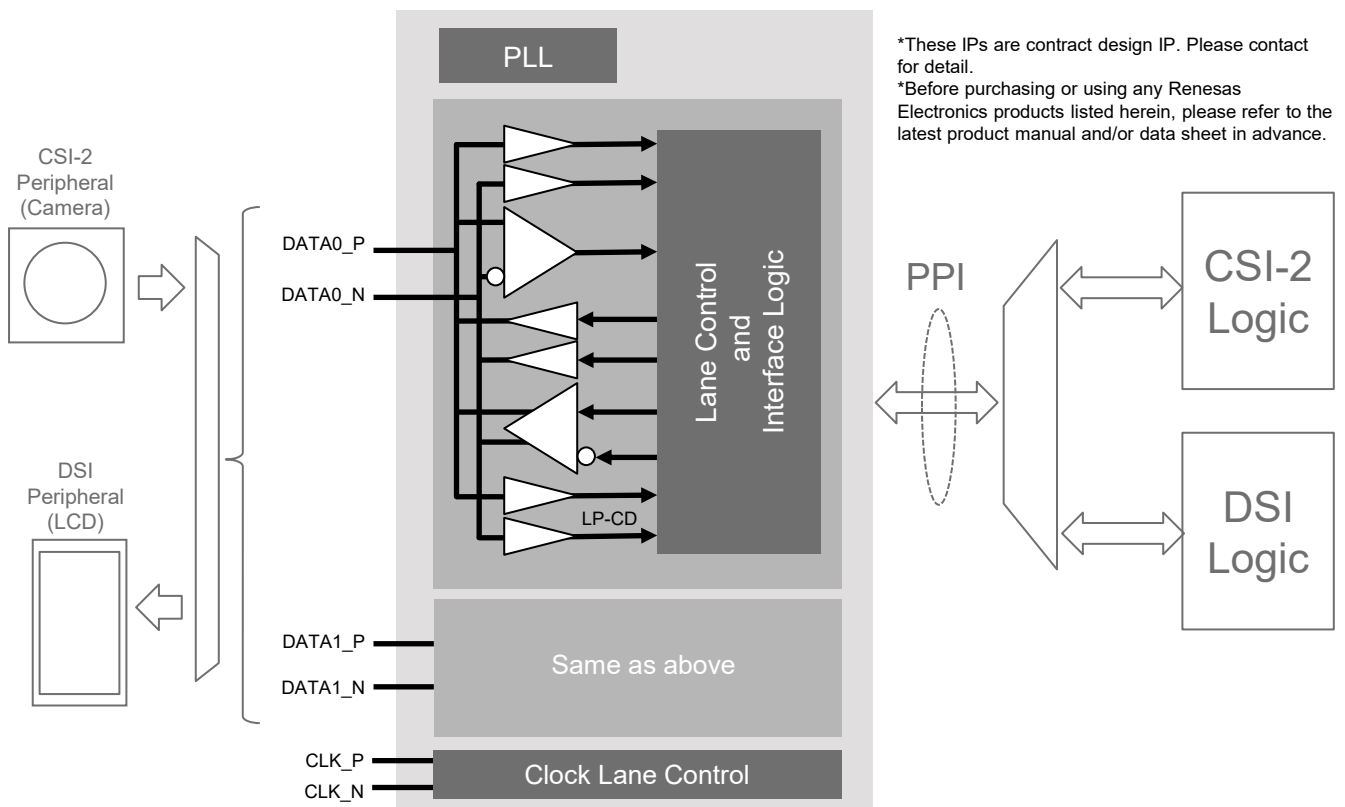 PLL
*These IPs are contract design IP. Please contact
for detail.
*Before purchasing or using any Renesas
Electronics products listed herein, please refer to the
latest product manual and/or data sheet in advance.
CSI-2
Peripheral
(Camera)
DATA0_P
DATA0_N
Lane Control
and
Interface Logic
PPI
CSI-2
Logic
DSI
Peripheral
(LCD)
LP-CD
DSI
Logic
DATA1_P
DATA1_N
Same as above
CLK_P
CLK_N
Clock Lane Control